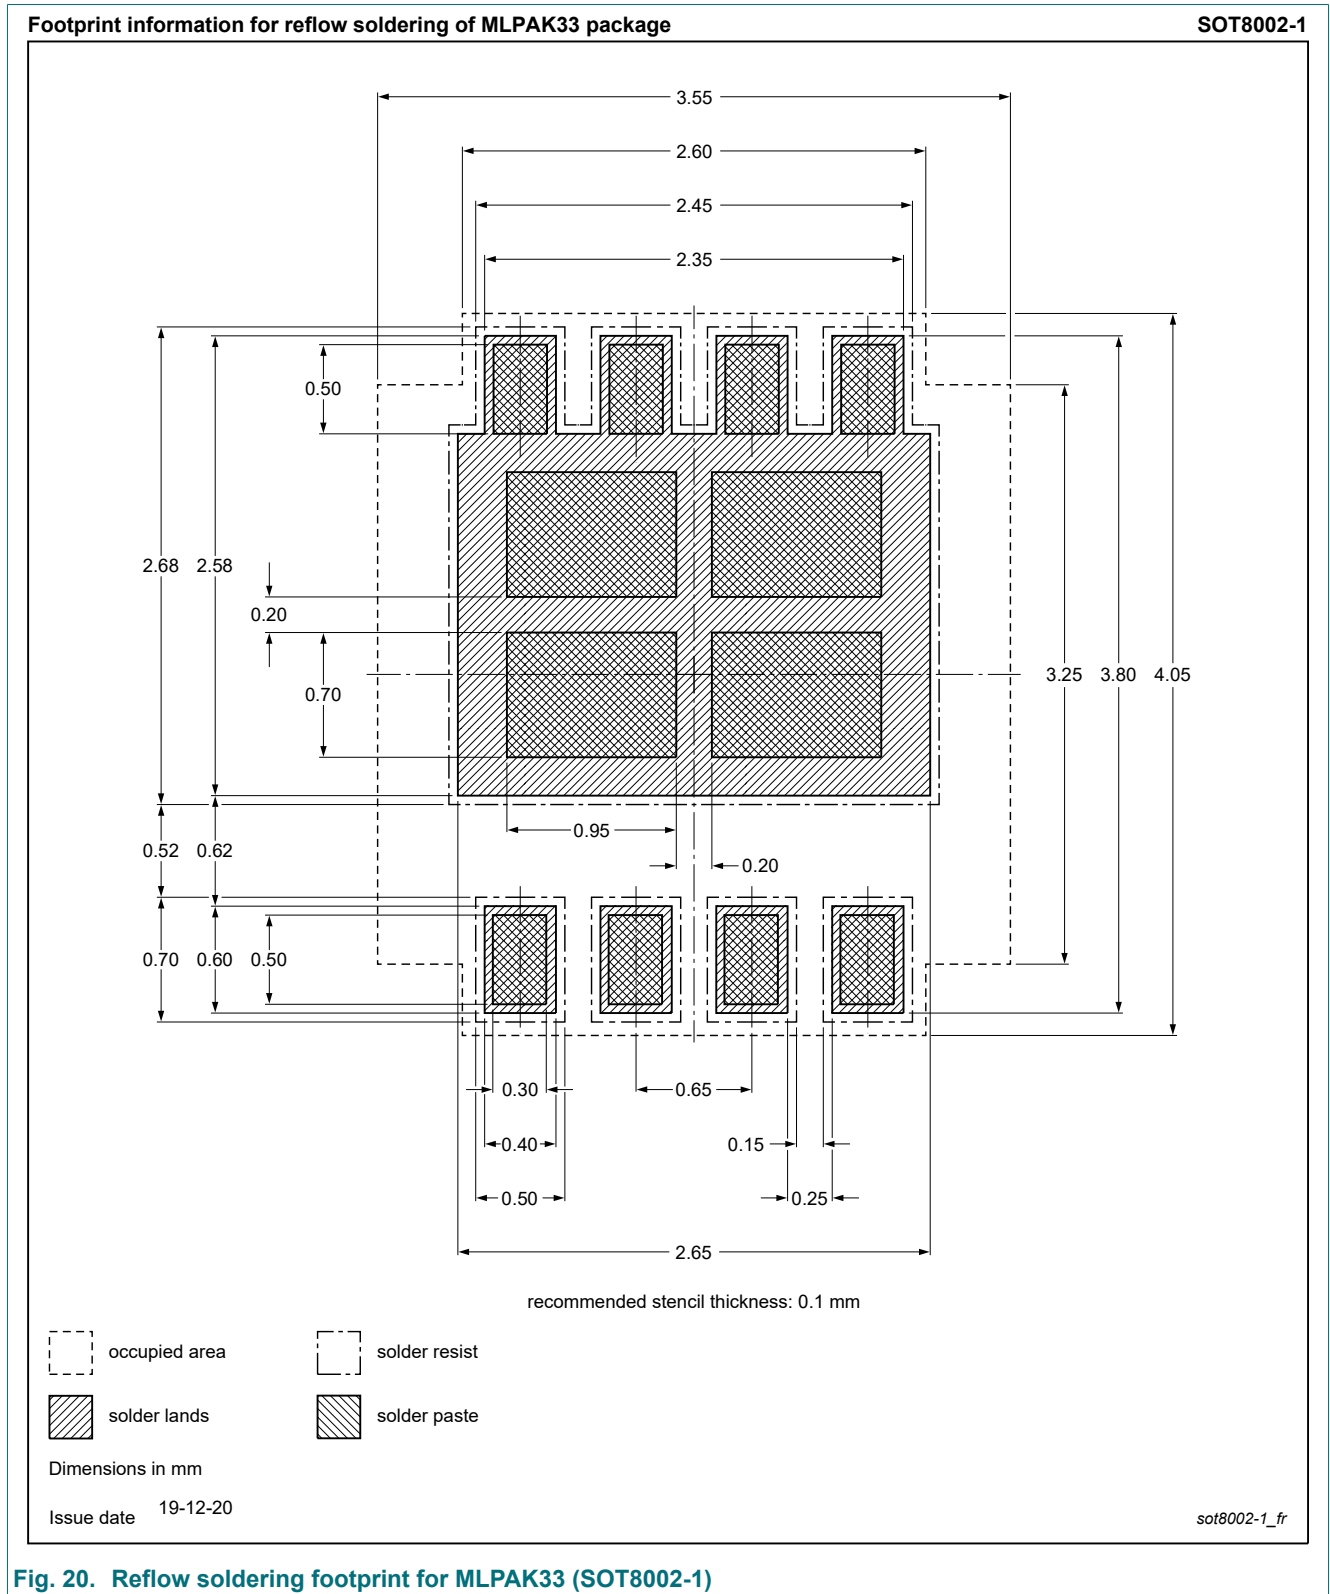 Footprint information for reflow soldering of MLPAK33 package SOT8002-1
3.55
2.60
2.45
2.35
0.50
2.68 2.58
0.20
0.70
3.25 3.80 4.05
0.95
0.52 0.62
0.20
0.70 0.60 0.50
0.30 0.65
0.40 0.15
0.50 0.25
2.65
recommended stencil thickness: 0.1 mm
occupied area solder resist
solder lands solder paste
Dimensions in mm
Issue date 19-12-20
sot8002-1_fr
Fig. 20. Reflow soldering footprint for MLPAK33 (SOT8002-1)